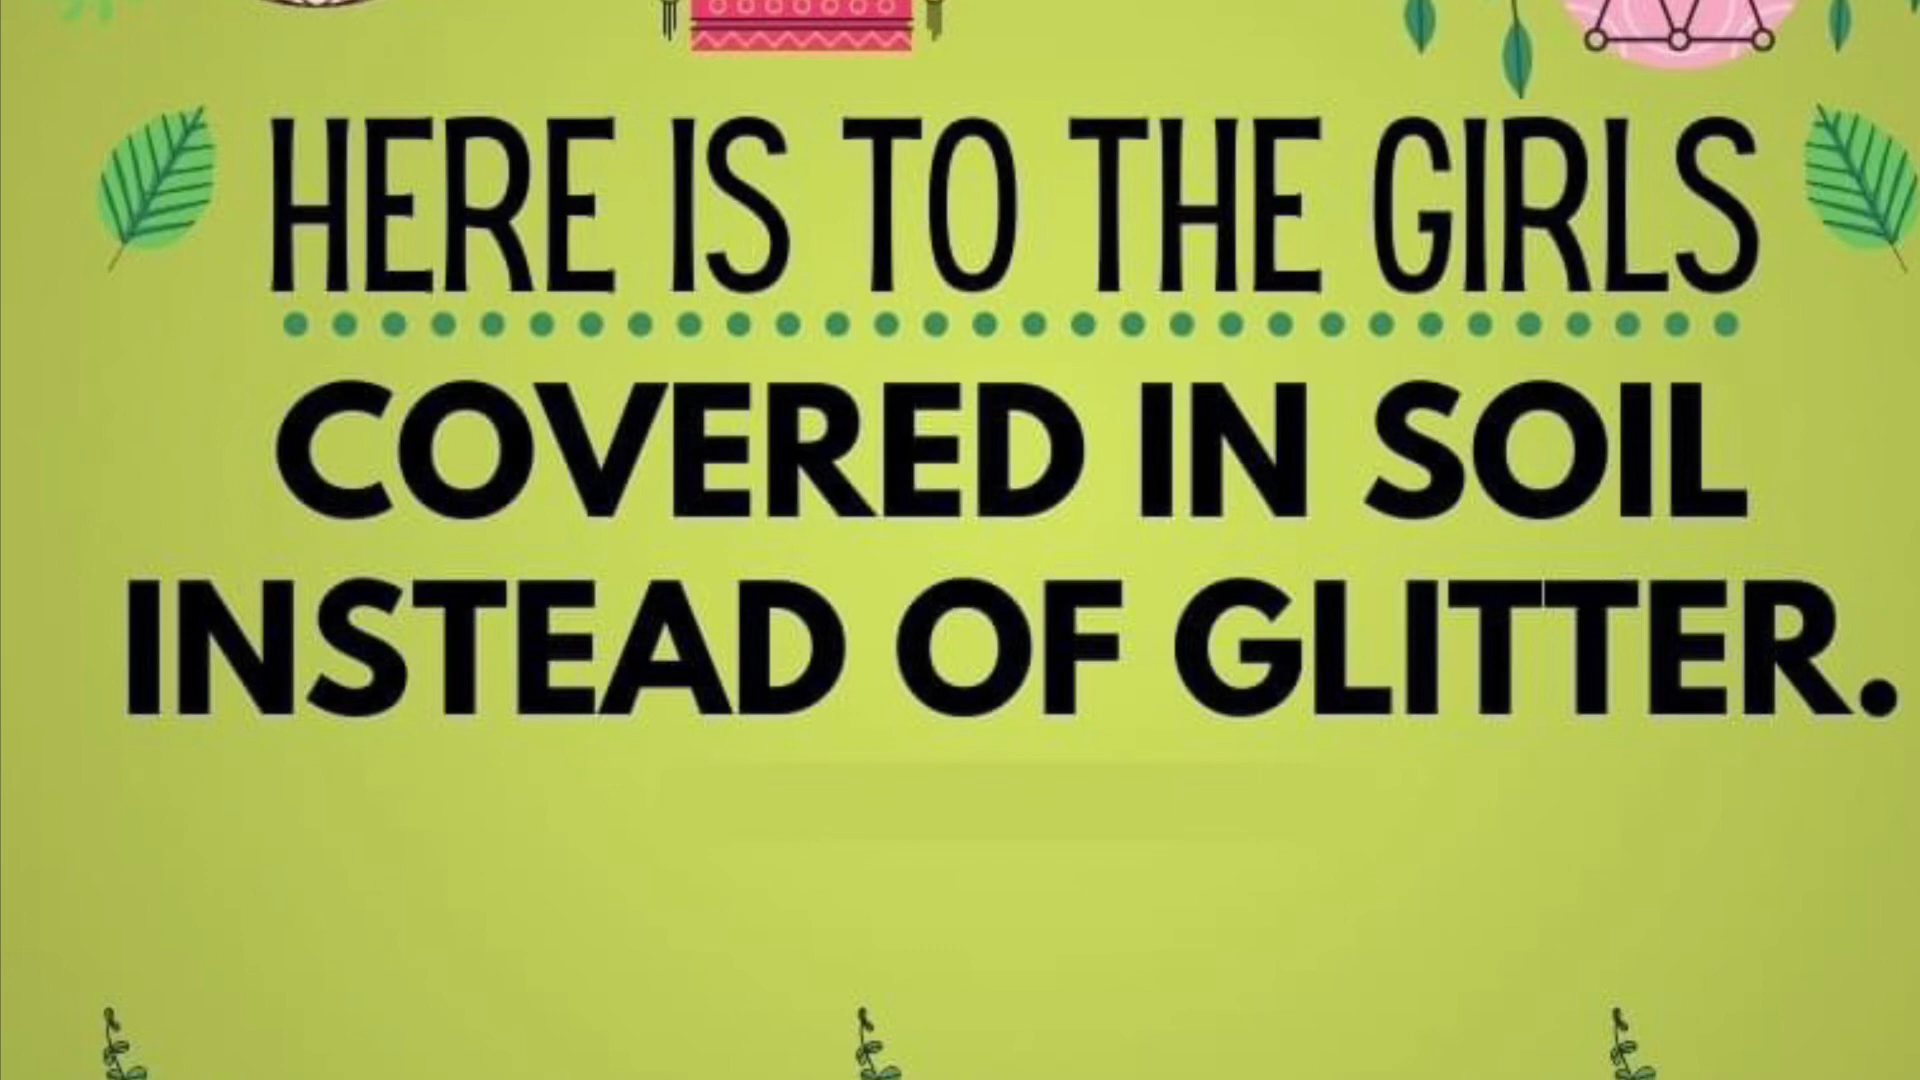 HERE IS TO THE GIRLS
COVERED IN SOIL
INSTEAD OF GLITTER.